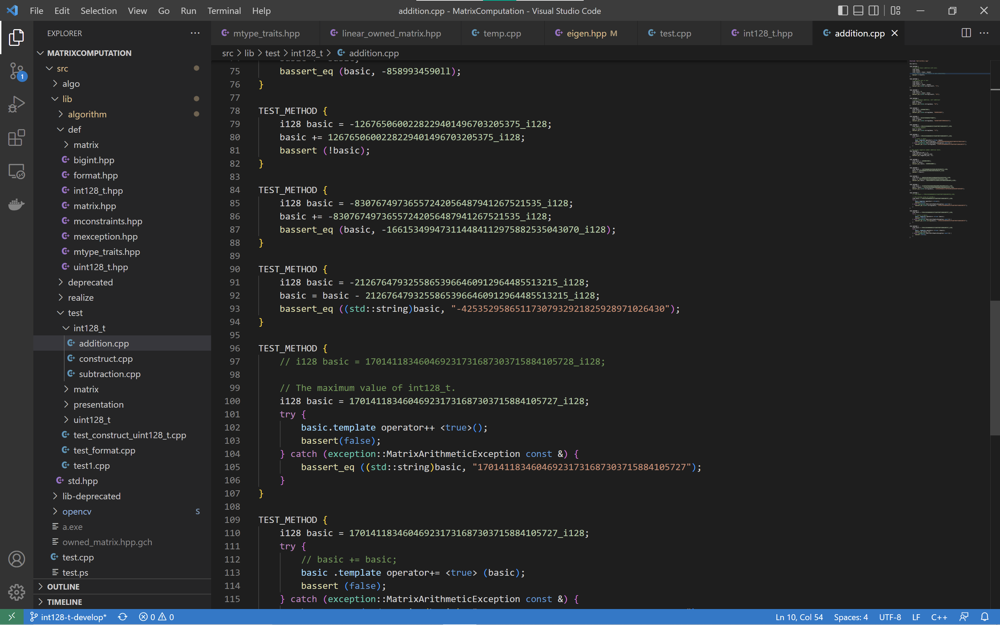 File Edit Selection View Go Run Terminal Help
addition.cpp - MatrixComputation - Visual Studio Code
EXPLORER
MATRIXCOMPUTATION
src
algo
lib
algorithm
def
matrix
bigint.hpp
format.hpp
int128_t.hpp
matrix.hpp
mconstraints.hpp
mexception.hpp
mtype_traits.hpp
uint128_t.hpp
deprecated
realize
test
int128_t
addition.cpp
construct.cpp
subtraction.cpp
matrix
presentation
uint128_t
test_construct_uint128_t.cpp
test_format.cpp
test1.cpp
std.hpp
lib-deprecated
opencv S
a.exe
owned_matrix.hpp.gch
test.cpp
test.ps
OUTLINE
TIMELINE
1
mtype_traits.hpp linear_owned_matrix.hpp temp.cpp eigen.hpp M test.cpp int128_t.hpp addition.cpp
src > lib > test > int128_t > addition.cpp
75 bassert_eq (basic, -8589934590ll);
76 }
77
78 TEST_METHOD {
79 i128 basic = -1267650600228229401496703205375_i128;
80 basic += 1267650600228229401496703205375_i128;
81 bassert (!basic);
82 }
83
84 TEST_METHOD {
85 i128 basic = -83076749736557242056487941267521535_i128;
86 basic += -83076749736557242056487941267521535_i128;
87 bassert_eq (basic, -166153499473114484112975882535043070_i128);
88 }
89
90 TEST_METHOD {
91 i128 basic = -21267647932558653966460912964485513215_i128;
92 basic = basic - 21267647932558653966460912964485513215_i128;
93 bassert_eq ((std::string)basic, "-42535295865117307932921825928971026430");
94 }
95
96 TEST_METHOD {
97 // i128 basic = 170141183460469231731687303715884105728_i128;
98
99 // The maximum value of int128_t.
100 i128 basic = 170141183460469231731687303715884105727_i128;
101 try {
102 basic.template operator++ <true>();
103 bassert(false);
104 } catch (exception::MatrixArithmeticException const &) {
105 bassert_eq ((std::string)basic, "170141183460469231731687303715884105727");
106 }
107 }
108
109 TEST_METHOD {
110 i128 basic = 170141183460469231731687303715884105727_i128;
111 try {
112 // basic += basic;
113 basic .template operator+= <true> (basic);
114 bassert (false);
115 } catch (exception::MatrixArithmeticException const &) {
int128-t-develop* 0 0 Ln 10, Col 54 Spaces: 4 UTF-8 LF C++